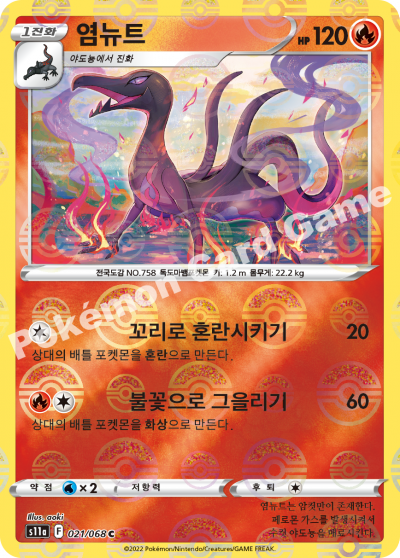 1진화
염뉴트
HP 120
야도뇽에서 진화
전국도감 NO.758 독도마뱀포켓몬 키: 1.2 m 몸무게: 22.2 kg
꼬리로 혼란시키기 20
상대의 배틀 포켓몬을 혼란으로 만든다.
불꽃으로 그을리기 60
상대의 배틀 포켓몬을 화상으로 만든다.
약점 ×2 저항력 후퇴
Illus. aoki
s11a F 021/068 C
염뉴트는 암컷만이 존재한다.
페로몬 가스를 발생시켜서
수컷 야도뇽을 매료시킨다.
©2022 Pokémon/Nintendo/Creatures/GAME FREAK.
Pokémon Card Game